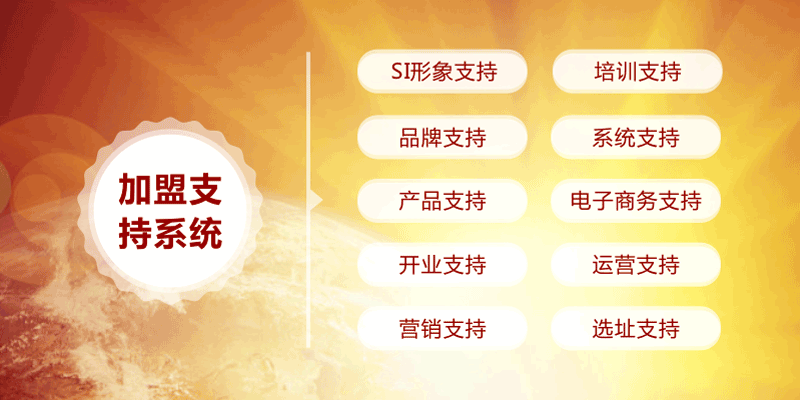 加盟支
持系统
SI形象支持
培训支持
品牌支持
系统支持
产品支持
电子商务支持
开业支持
运营支持
营销支持
选址支持